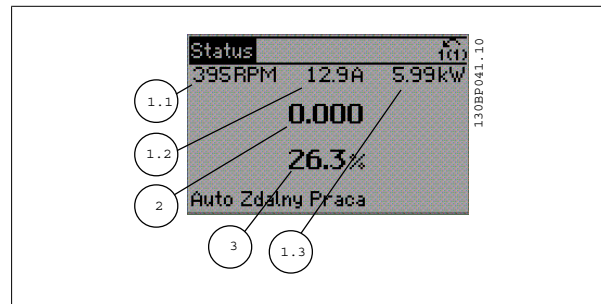 Status 1(1)
395RPM 12.9A 5.99kW
0.000
26.3%
Auto Zdalny Praca
1.1
1.2
2
3
1.3
130BP041.10